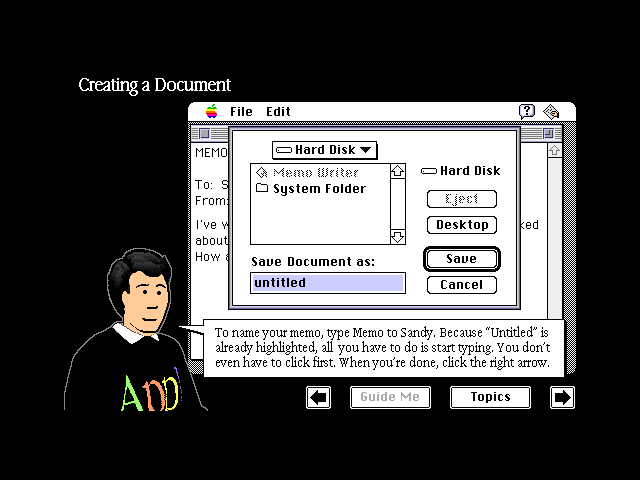 Creating a Document
File Edit
Hard Disk
MEMO
Memo Writer
Hard Disk
System Folder
To: S
Eject
From:
Desktop
I've w
ked
about
How a
Save Document as:
Save
untitled
Cancel
To name your memo, type Memo to Sandy. Because “Untitled” is
already highlighted, all you have to do is start typing. You don't
even have to click first. When you're done, click the right arrow.
Appl
Guide Me
Topics